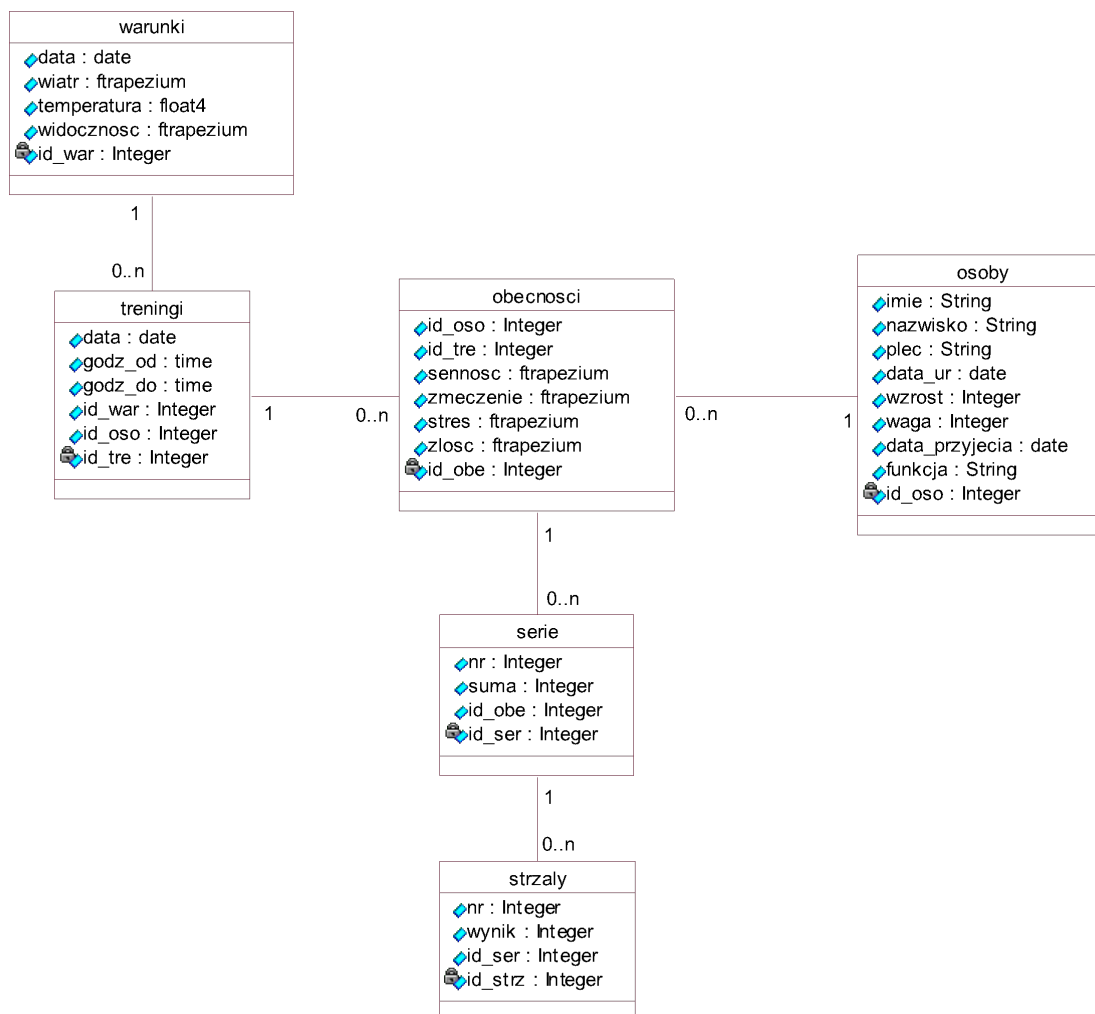 warunki
data : date
wiatr : ftrapezium
temperatura : float4
widocznosc : ftrapezium
id_war : Integer
1
0..n
treningi
data : date
godz_od : time
godz_do : time
id_war : Integer
id_oso : Integer
id_tre : Integer
1
0..n
obecnosci
id_oso : Integer
id_tre : Integer
sennosc : ftrapezium
zmeczenie : ftrapezium
stres : ftrapezium
zlosc : ftrapezium
id_obe : Integer
0..n
1
osoby
imie : String
nazwisko : String
plec : String
data_ur : date
wzrost : Integer
waga : Integer
data_przyjecia : date
funkcja : String
id_oso : Integer
1
0..n
serie
nr : Integer
suma : Integer
id_obe : Integer
id_ser : Integer
1
0..n
strzaly
nr : Integer
wynik : Integer
id_ser : Integer
id_strz : Integer